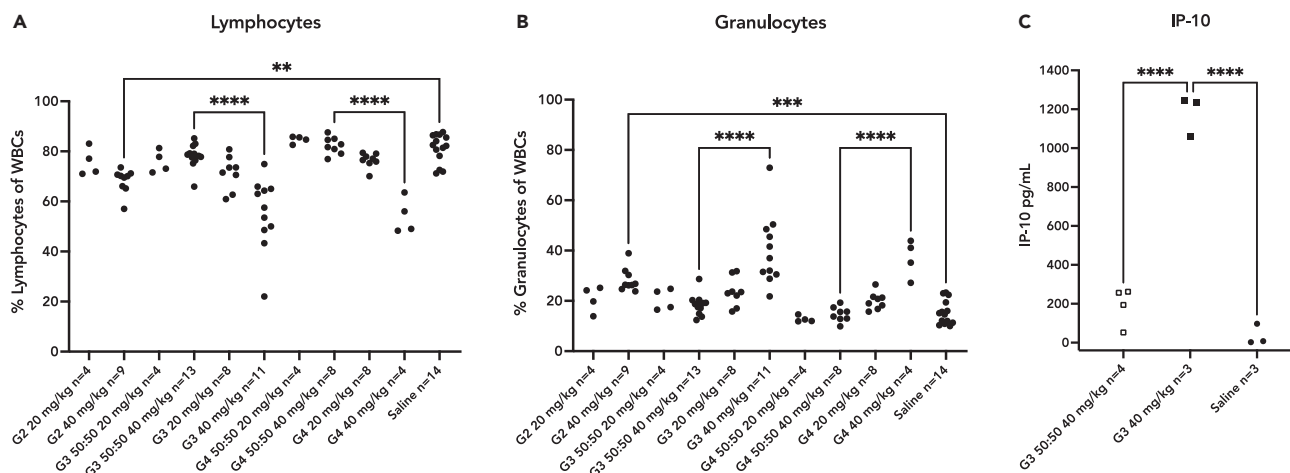 A
Lymphocytes
**
****
****
% Lymphocytes of WBCs
100
80
60
40
20
0
G2 20 mg/kg n=4
G2 40 mg/kg n=9
G3 50:50 20 mg/kg n=4
G3 50:50 40 mg/kg n=13
G3 20 mg/kg n=8
G3 40 mg/kg n=11
G4 50:50 20 mg/kg n=4
G4 50:50 40 mg/kg n=8
G4 20 mg/kg n=8
G4 40 mg/kg n=4
Saline n=14
B
Granulocytes
***
****
****
% Granulocytes of WBCs
100
80
60
40
20
0
G2 20 mg/kg n=4
G2 40 mg/kg n=9
G3 50:50 20 mg/kg n=4
G3 50:50 40 mg/kg n=13
G3 20 mg/kg n=8
G3 40 mg/kg n=11
G4 50:50 20 mg/kg n=4
G4 50:50 40 mg/kg n=8
G4 20 mg/kg n=8
G4 40 mg/kg n=4
Saline n=14
C
IP-10
****
****
IP-10 pg/mL
1400
1200
1000
800
600
400
200
0
G3 50:50 40 mg/kg n=4
G3 40 mg/kg n=3
Saline n=3